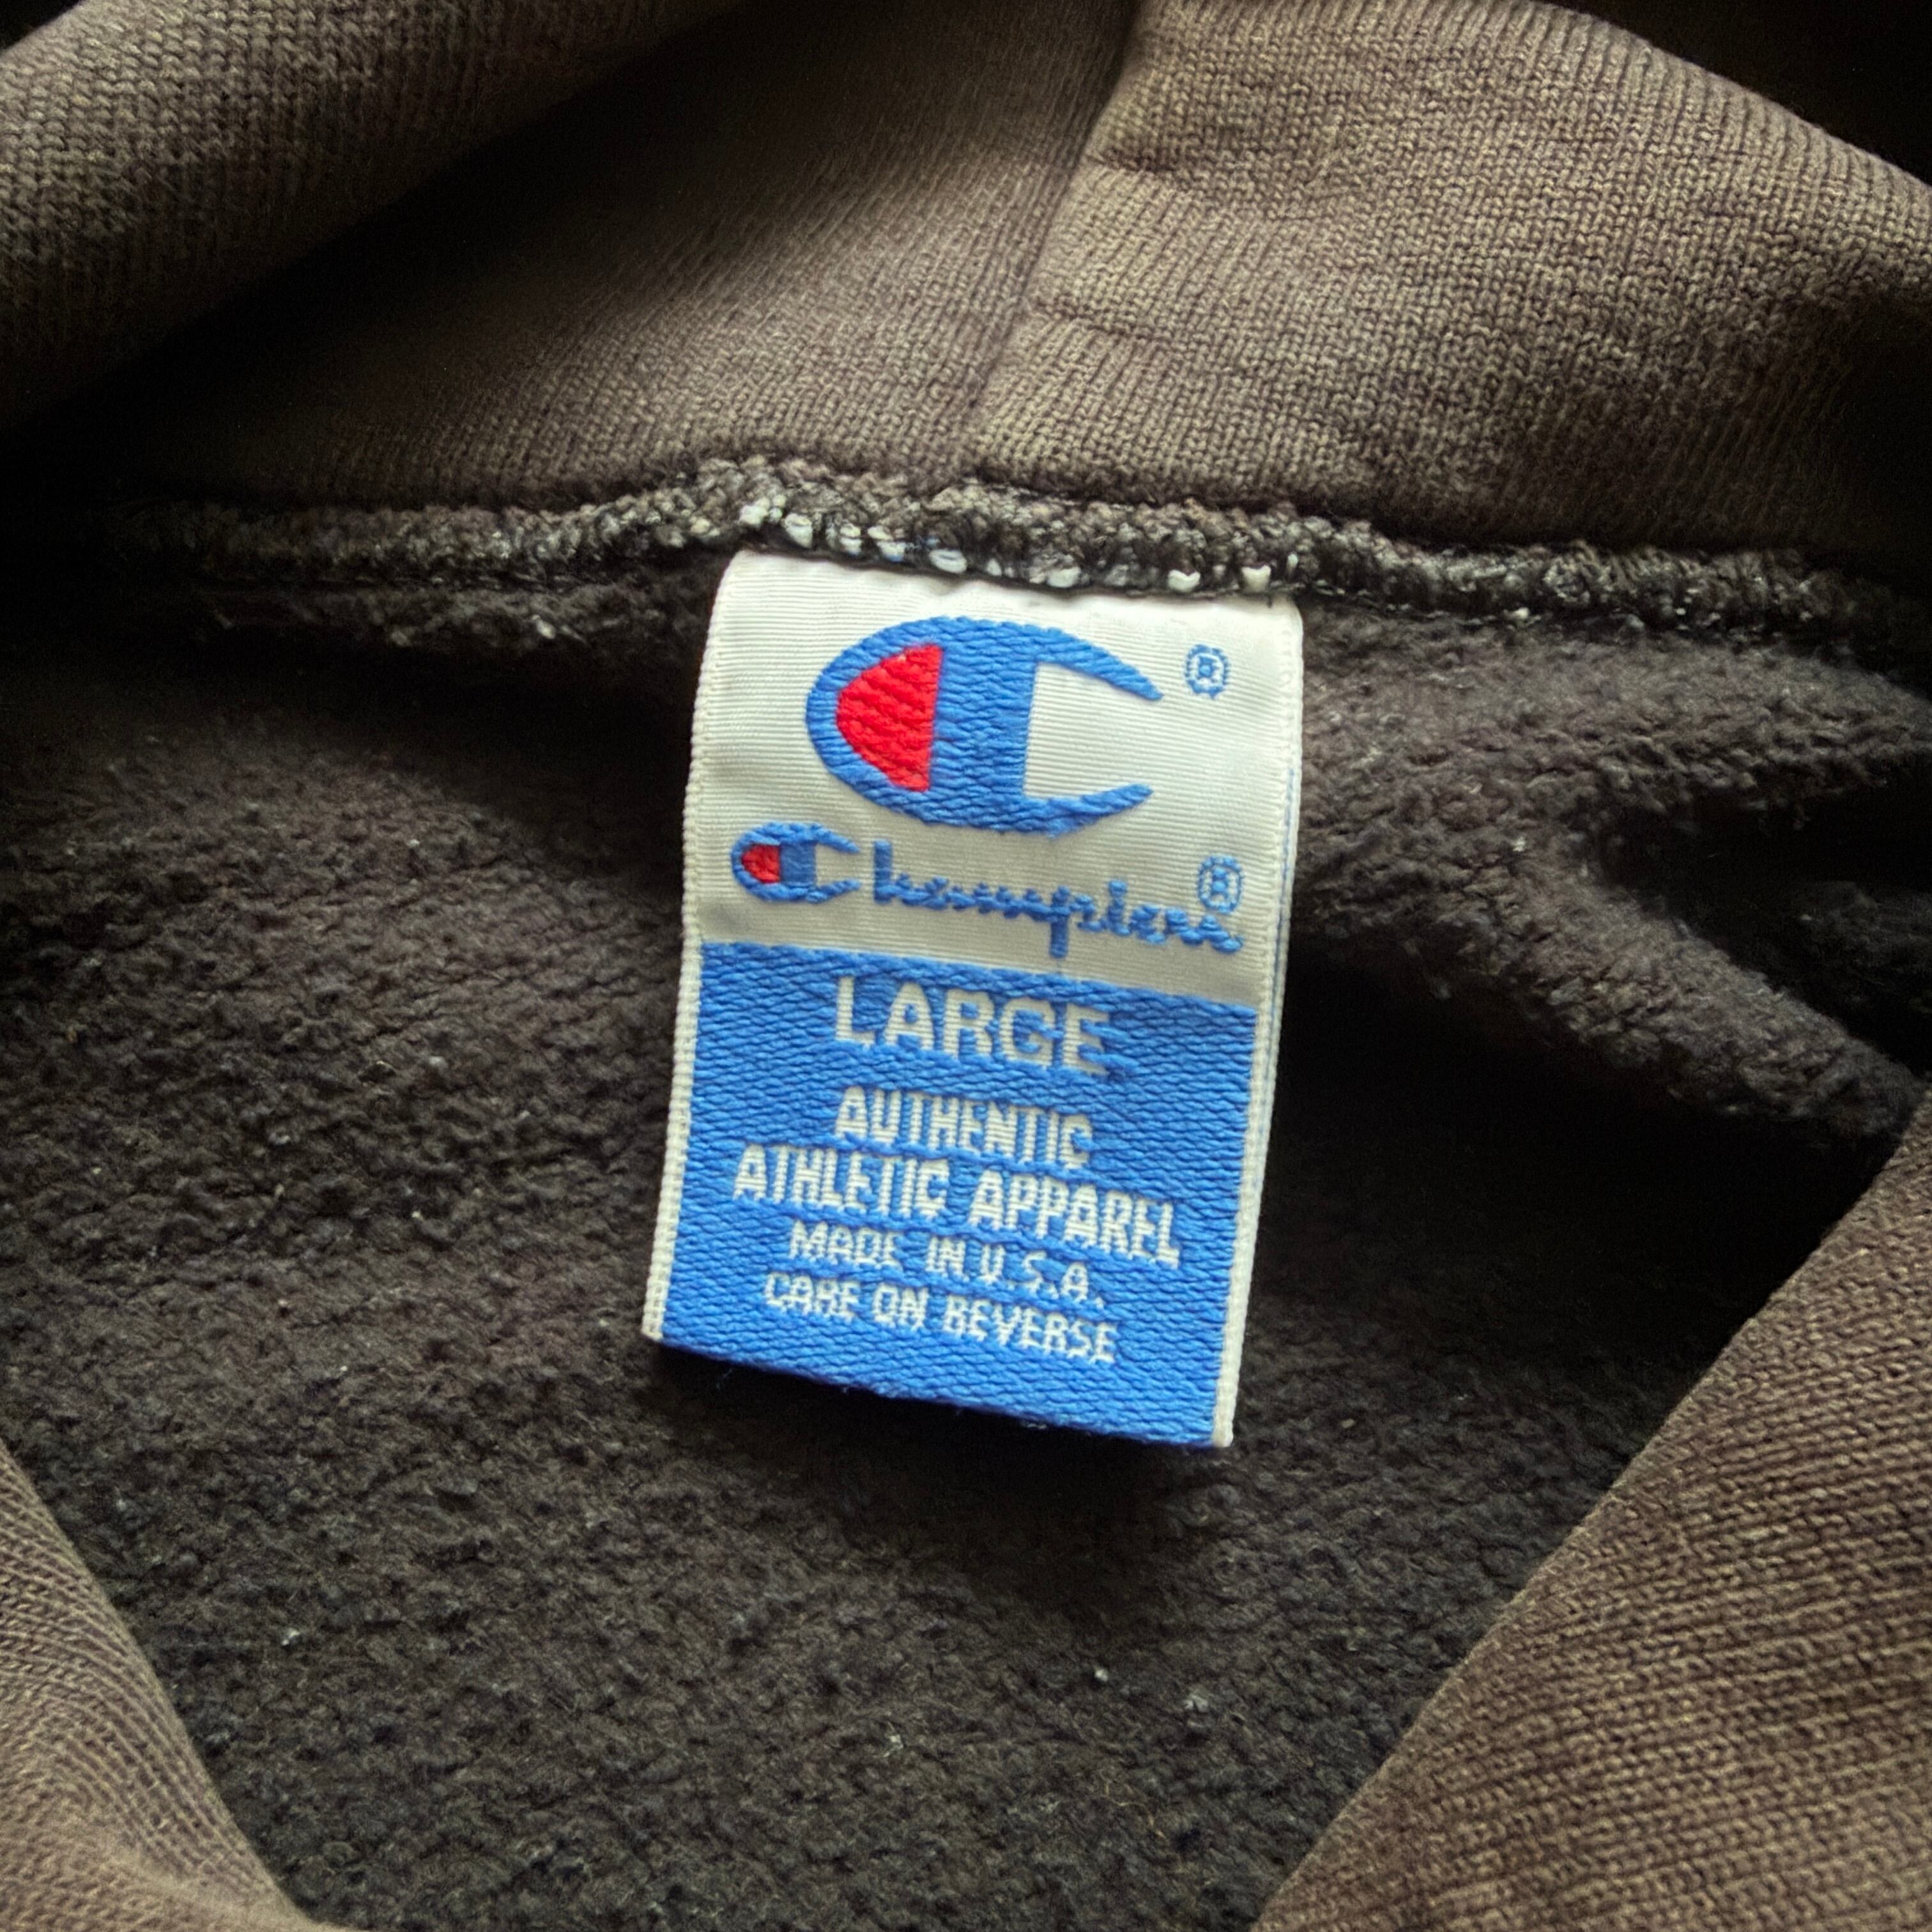 ®
Champion®
LARGE
AUTHENTIC
ATHLETIC APPAREL
MADE IN U.S.A.
CARE ON REVERSE